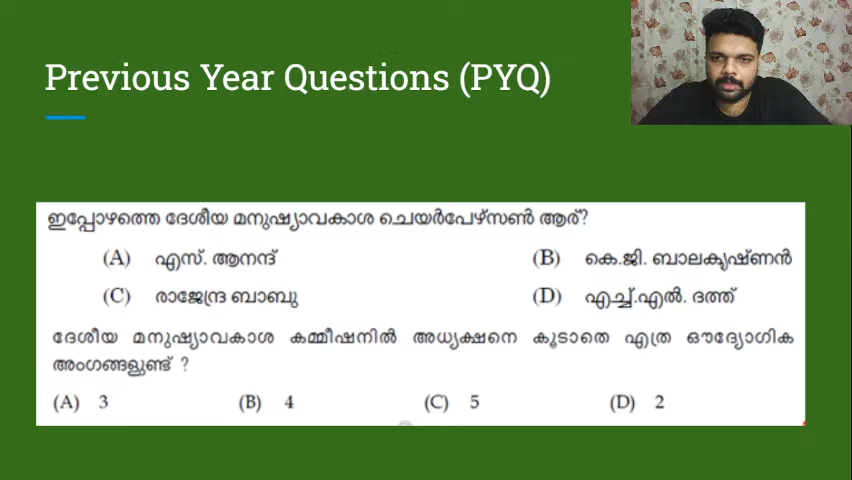 Previous Year Questions (PYQ)
ഇപ്പോഴത്തെ ദേശീയ മനുഷ്യാവകാശ ചെയർപേഴ്സൺ ആര്?
(A) എസ്. ആനന്ദ് (B) കെ.ജി. ബാലകൃഷ്ണൻ
(C) രാജേന്ദ്ര ബാബു (D) എച്ച്.എൽ. ദത്ത്
ദേശീയ മനുഷ്യാവകാശ കമ്മീഷനിൽ അധ്യക്ഷനെ കൂടാതെ എത്ര ഔദ്യോഗിക
അംഗങ്ങളുണ്ട് ?
(A) 3 (B) 4 (C) 5 (D) 2